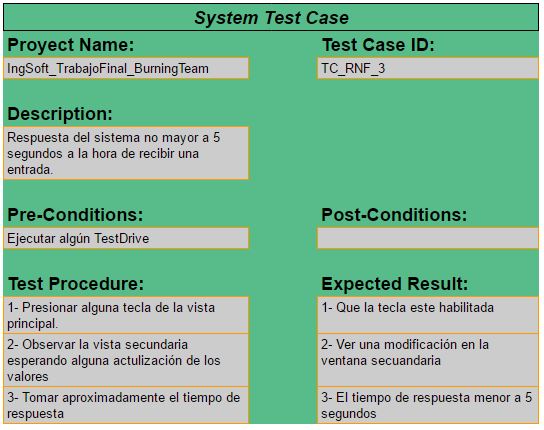 System Test Case
Proyect Name:
Test Case ID:
IngSoft_TrabajoFinal_BurningTeam
TC_RNF_3
Description:
Respuesta del sistema no mayor a 5
segundos a la hora de recibir una
entrada.
Pre-Conditions:
Post-Conditions:
Ejecutar algún TestDrive
Test Procedure:
Expected Result:
1- Presionar alguna tecla de la vista
principal.
1- Que la tecla este habilitada
2- Observar la vista secundaria
esperando alguna actulización de los
valores
2- Ver una modificación en la
ventana secuandaria
3- Tomar aproximadamente el tiempo de
respuesta
3- El tiempo de respuesta menor a 5
segundos